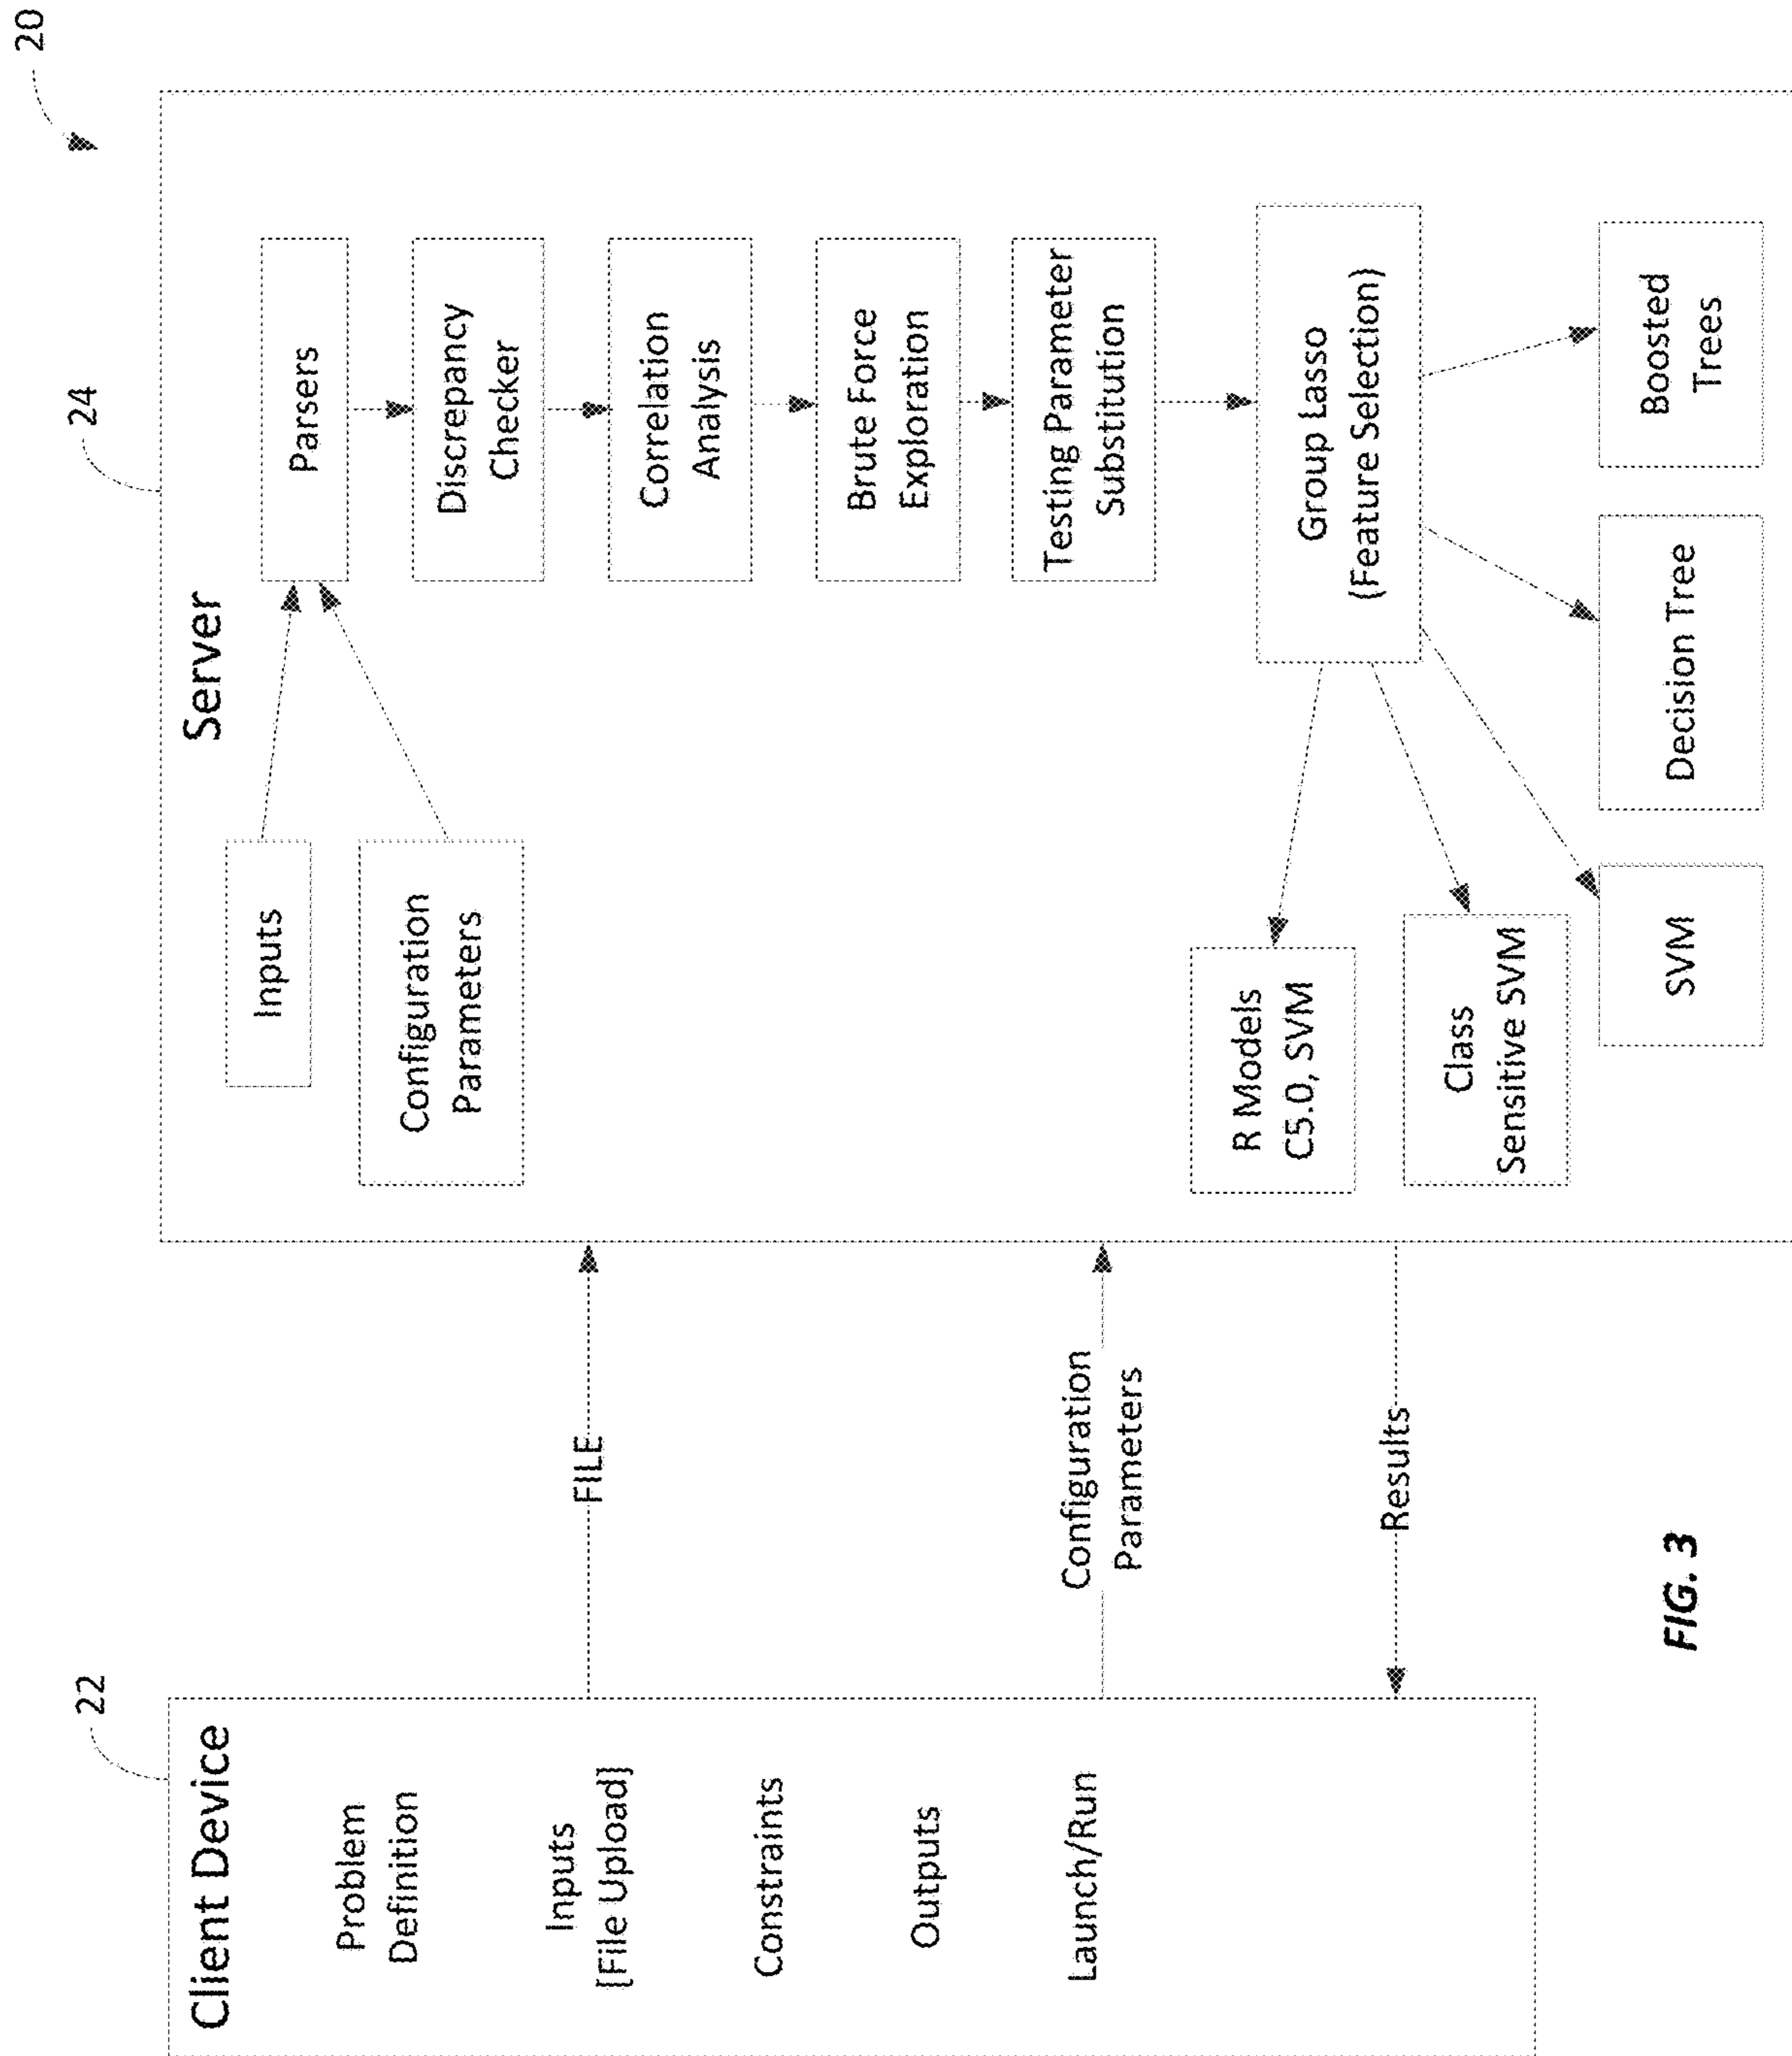 20
22
Client Device
Problem
Definition
Inputs
[File Upload]
Constraints
Outputs
Launch/Run
FILE
Configuration
Parameters
Results
24
Server
Inputs
Configuration
Parameters
Parsers
Discrepancy
Checker
Correlation
Analysis
Brute Force
Exploration
Testing Parameter
Substitution
Group Lasso
(Feature Selection)
R Models
C5.0, SVM
Class
Sensitive SVM
SVM
Decision Tree
Boosted
Trees
FIG. 3